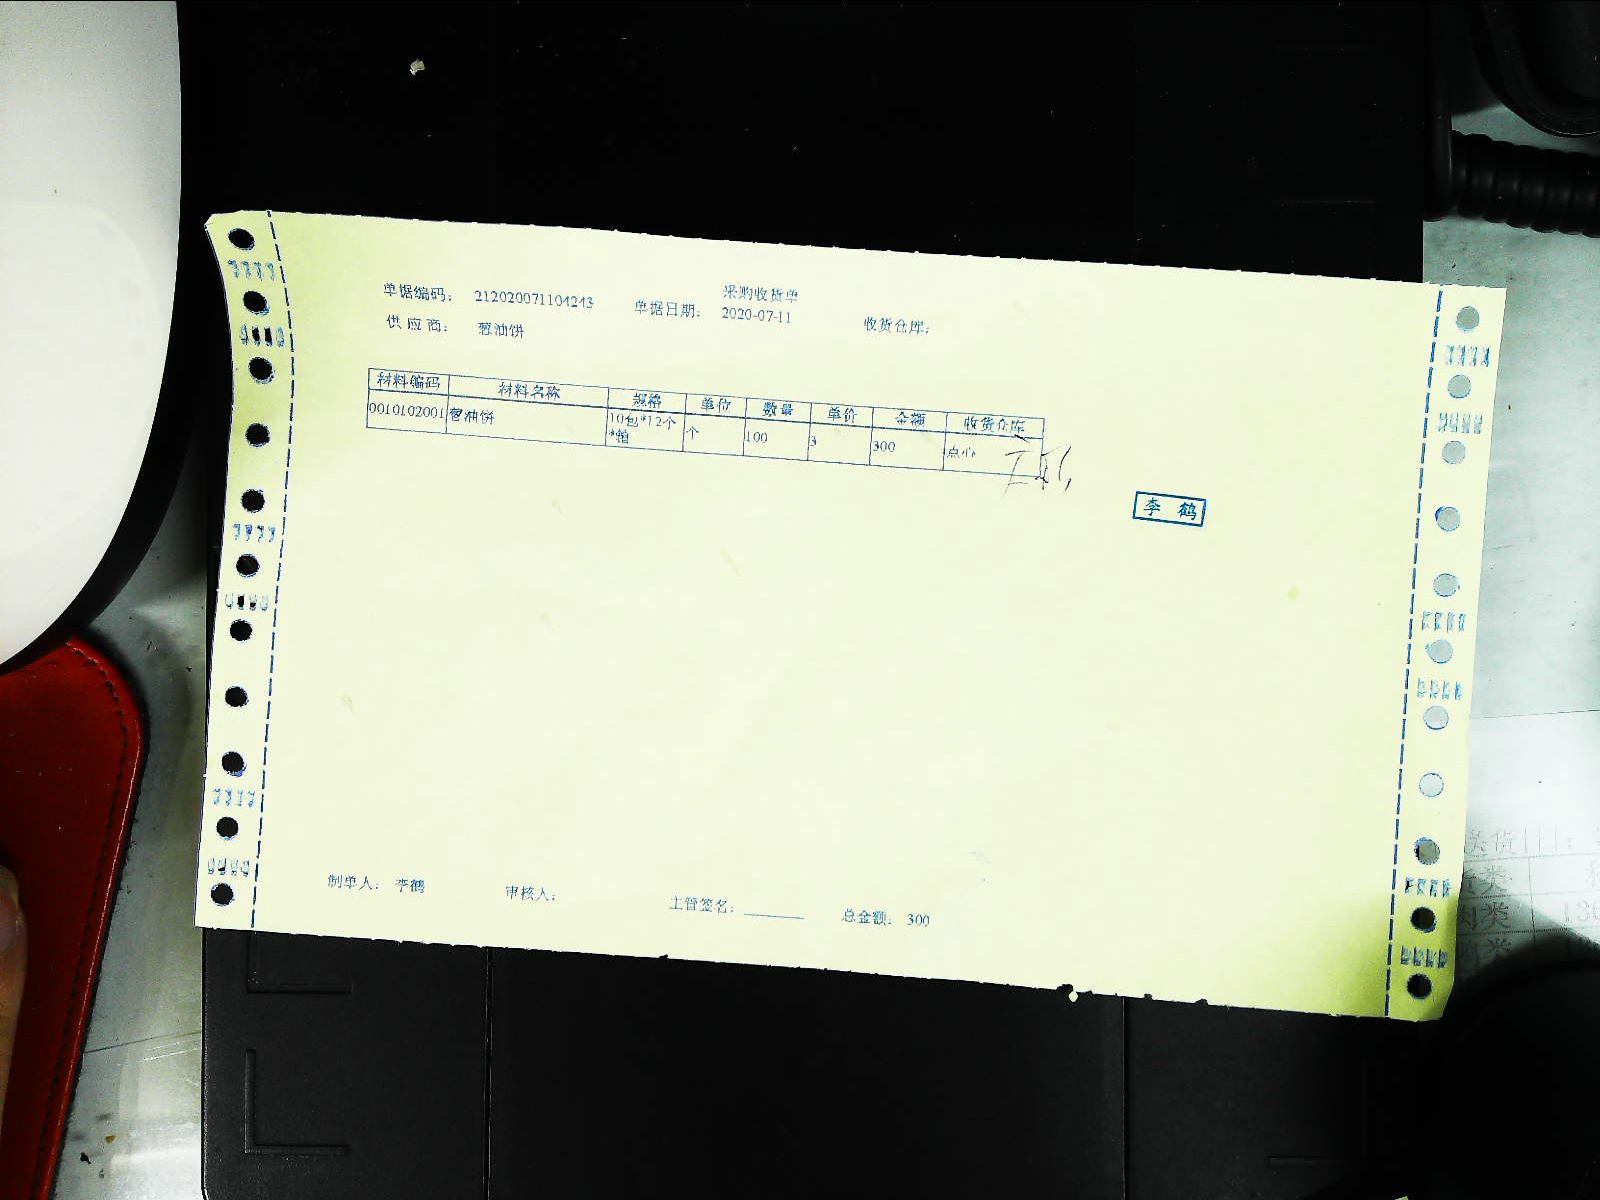 采购收货单
单据编码： 212020071104243 单据日期： 2020-07-11 收货仓库：
供 应 商： 葱油饼
材料编码 材料名称 规格 单位 数量 单价 金额 收货仓库
0010102001 葱油饼 10包*12个*箱 个 100 3 300 点心
李 鹤
制单人： 李鹤 审核人： 主管签名： 总金额： 300
肉类